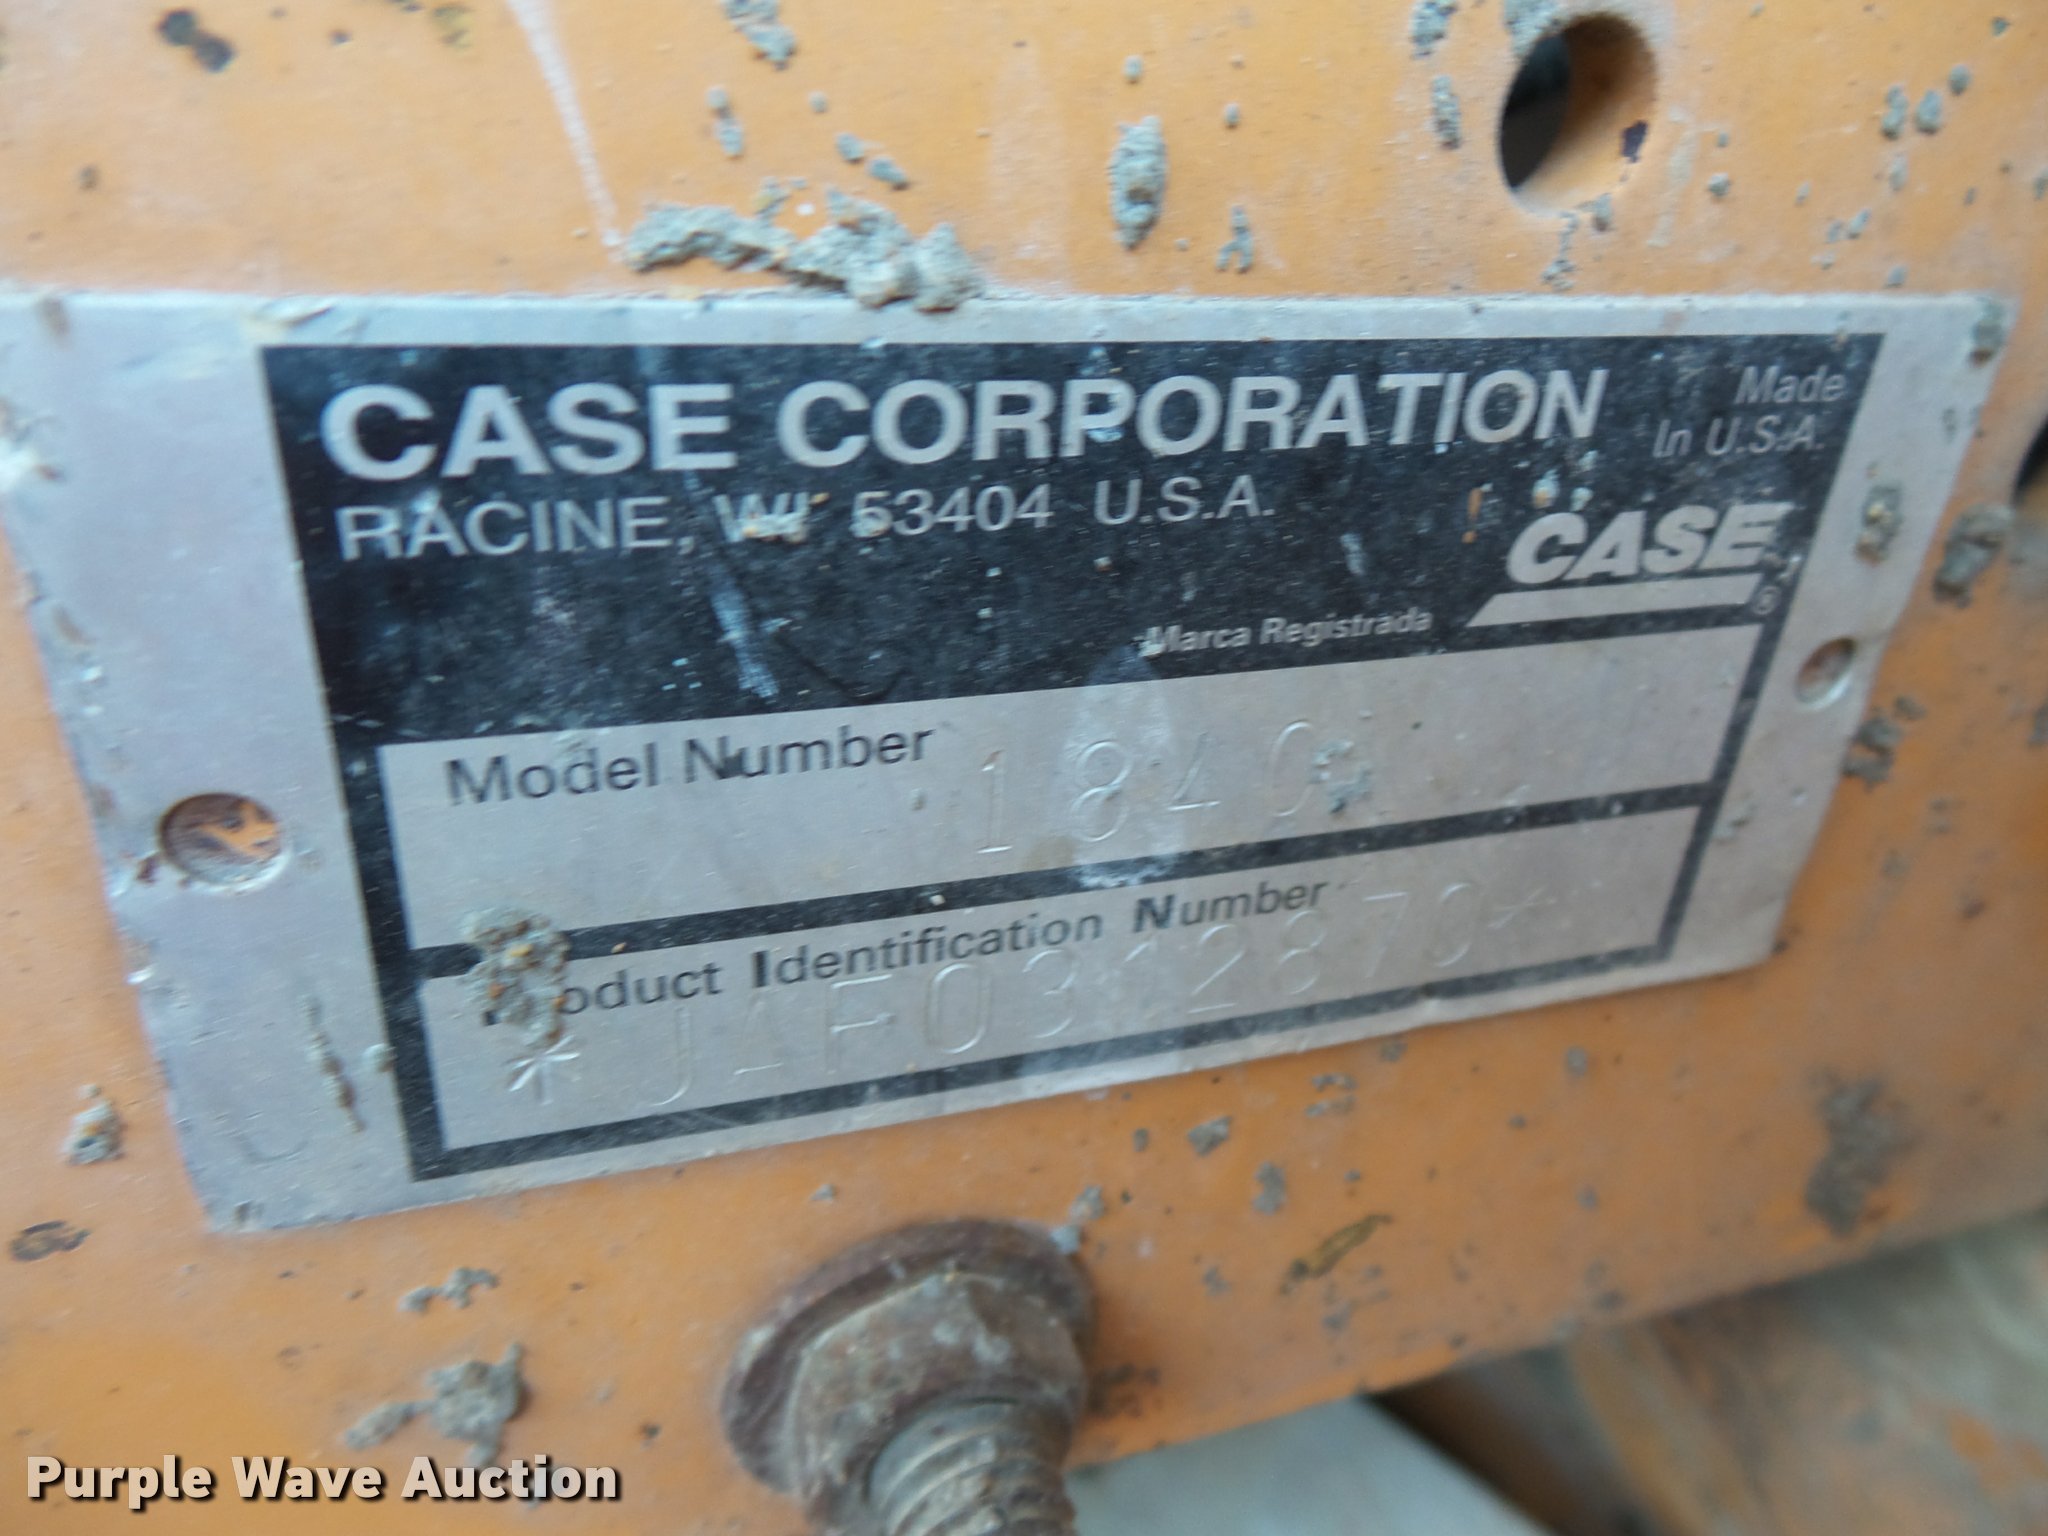 CASE CORPORATION
Made
In U.S.A.
RACINE, WI 53404 U.S.A.
CASE
®
Marca Registrada
Model Number 1840
Product Identification Number
Purple Wave Auction